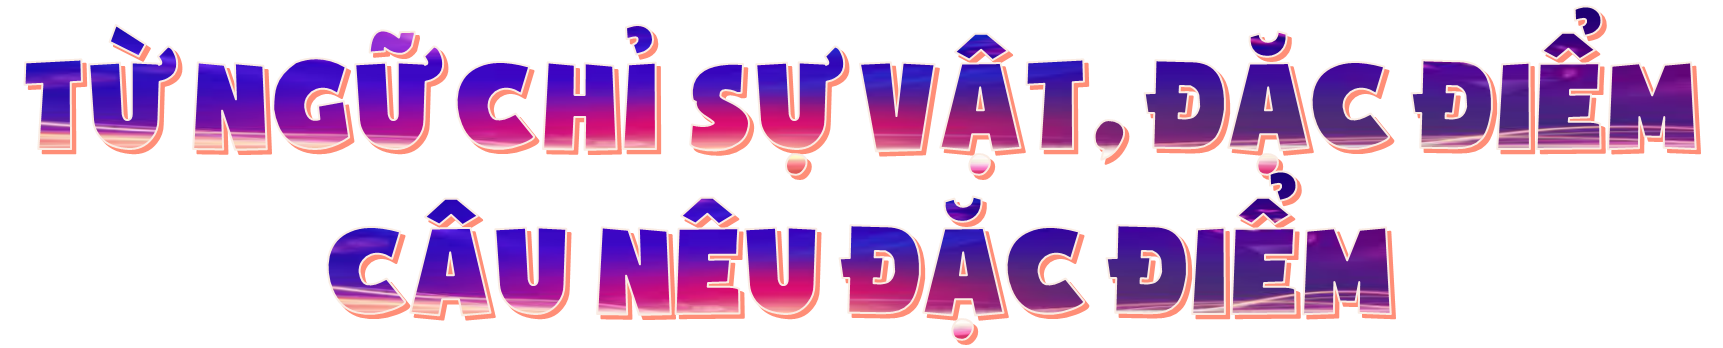 TỪ NGỮ CHỈ SỰ VẬT, ĐẶC ĐIỂM
CÂU NÊU ĐẶC ĐIỂM